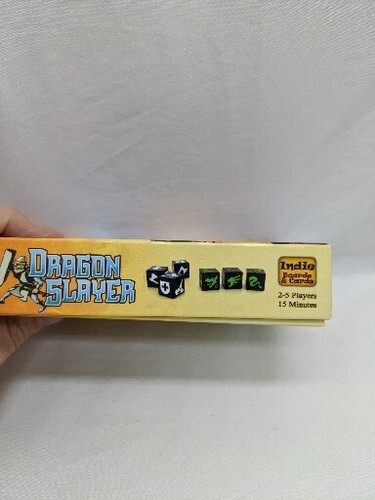 DRAGON
SLAYER
Indie
Boards
& Cards
2-5 Players
15 Minutes